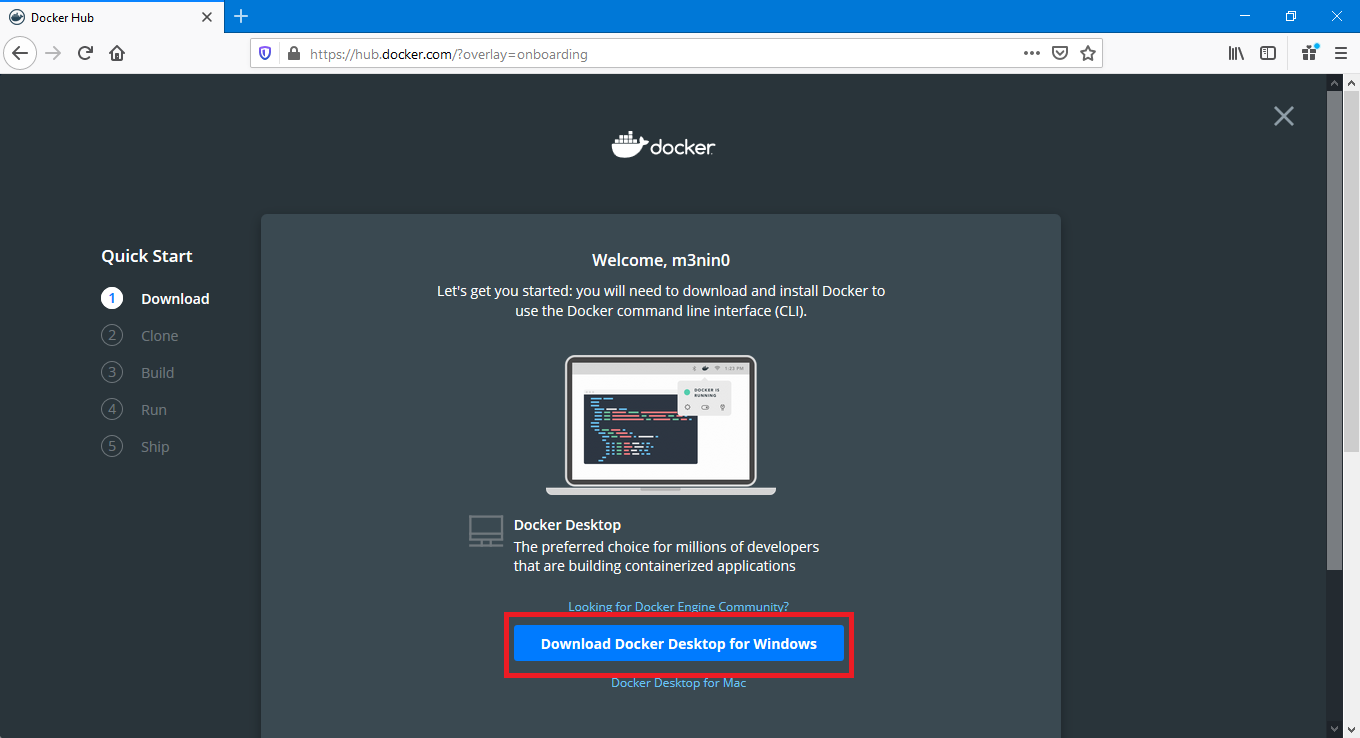 Docker Hub
https://hub.docker.com/?overlay=onboarding
docker
Quick Start
1 Download
2 Clone
3 Build
4 Run
5 Ship
Welcome, m3nin0
Let's get you started: you will need to download and install Docker to
use the Docker command line interface (CLI).
1:23 PM
DOCKER IS
RUNNING
Docker Desktop
The preferred choice for millions of developers
that are building containerized applications
Looking for Docker Engine Community?
Download Docker Desktop for Windows
Docker Desktop for Mac